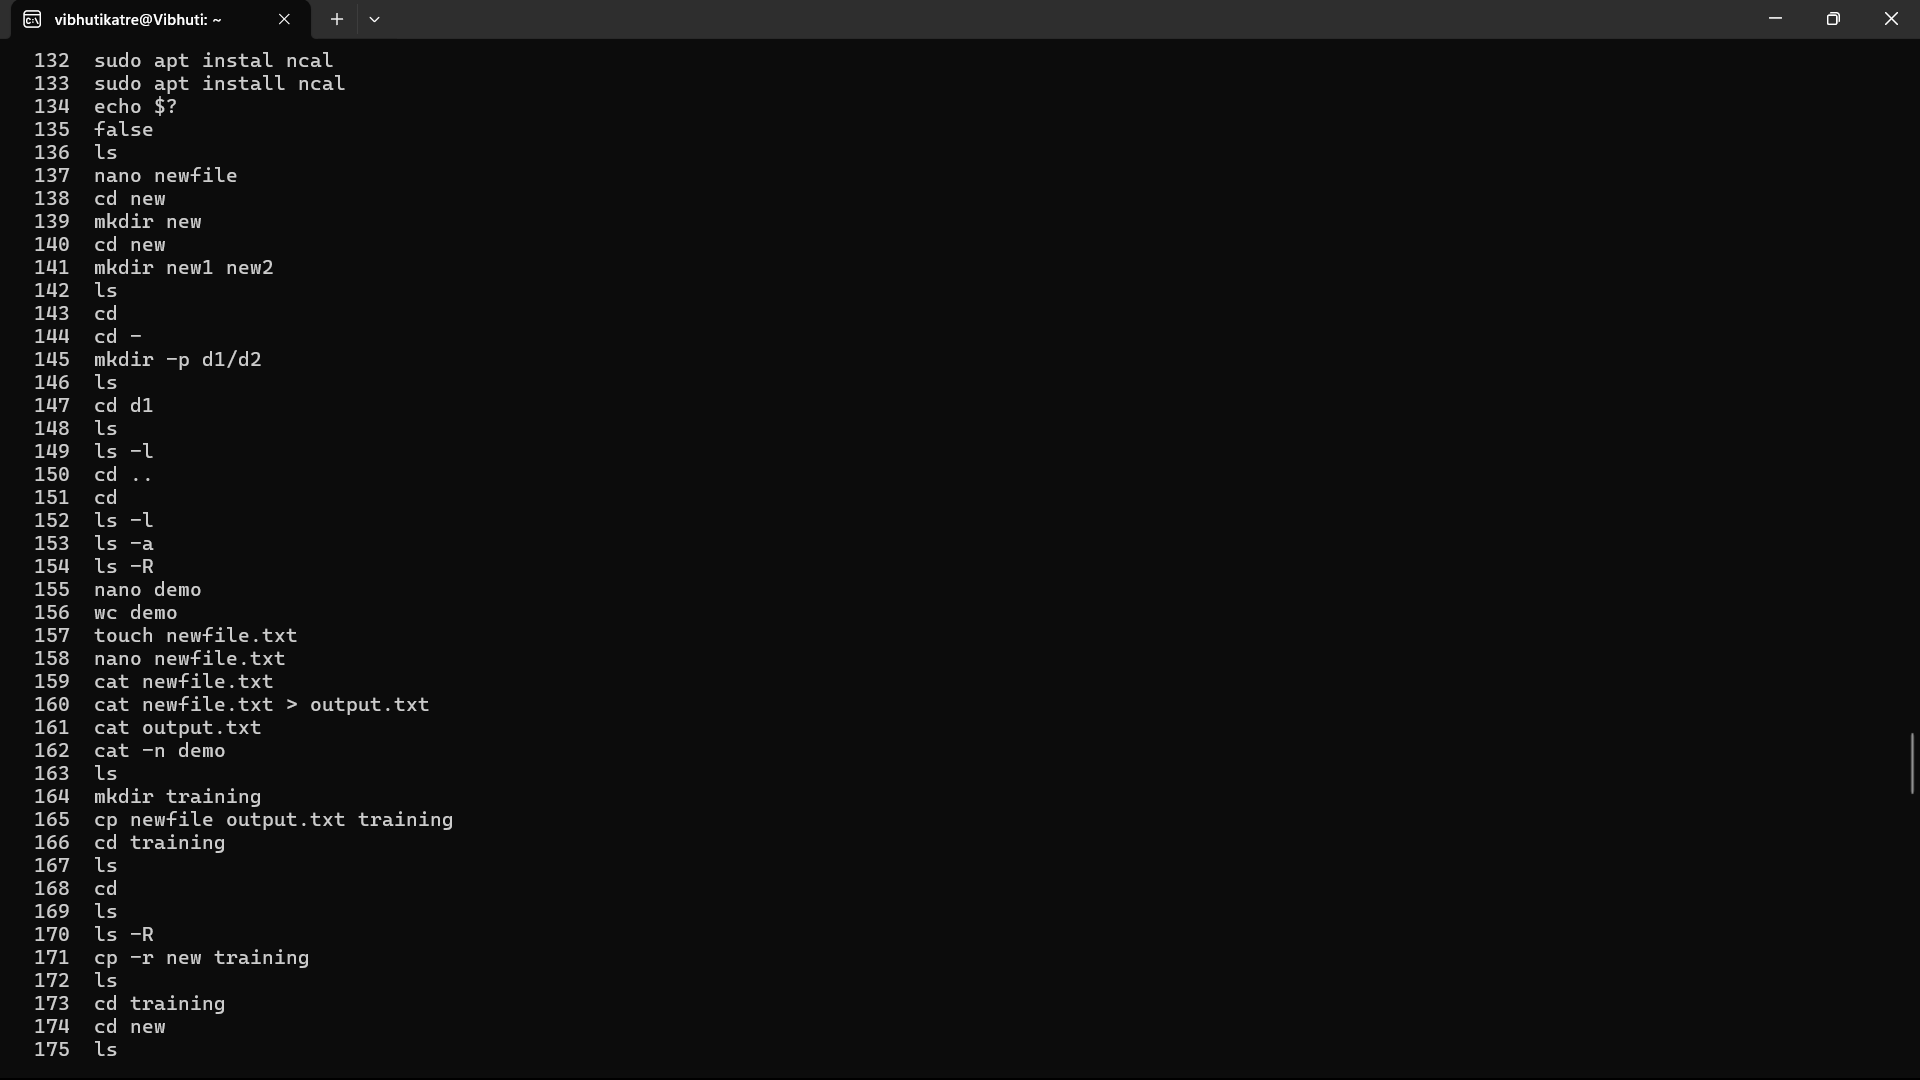 vibhutikatre@Vibhuti: ~
132 sudo apt instal ncal
133 sudo apt install ncal
134 echo $?
135 false
136 ls
137 nano newfile
138 cd new
139 mkdir new
140 cd new
141 mkdir new1 new2
142 ls
143 cd
144 cd -
145 mkdir -p d1/d2
146 ls
147 cd d1
148 ls
149 ls -l
150 cd ..
151 cd
152 ls -l
153 ls -a
154 ls -R
155 nano demo
156 wc demo
157 touch newfile.txt
158 nano newfile.txt
159 cat newfile.txt
160 cat newfile.txt > output.txt
161 cat output.txt
162 cat -n demo
163 ls
164 mkdir training
165 cp newfile output.txt training
166 cd training
167 ls
168 cd
169 ls
170 ls -R
171 cp -r new training
172 ls
173 cd training
174 cd new
175 ls